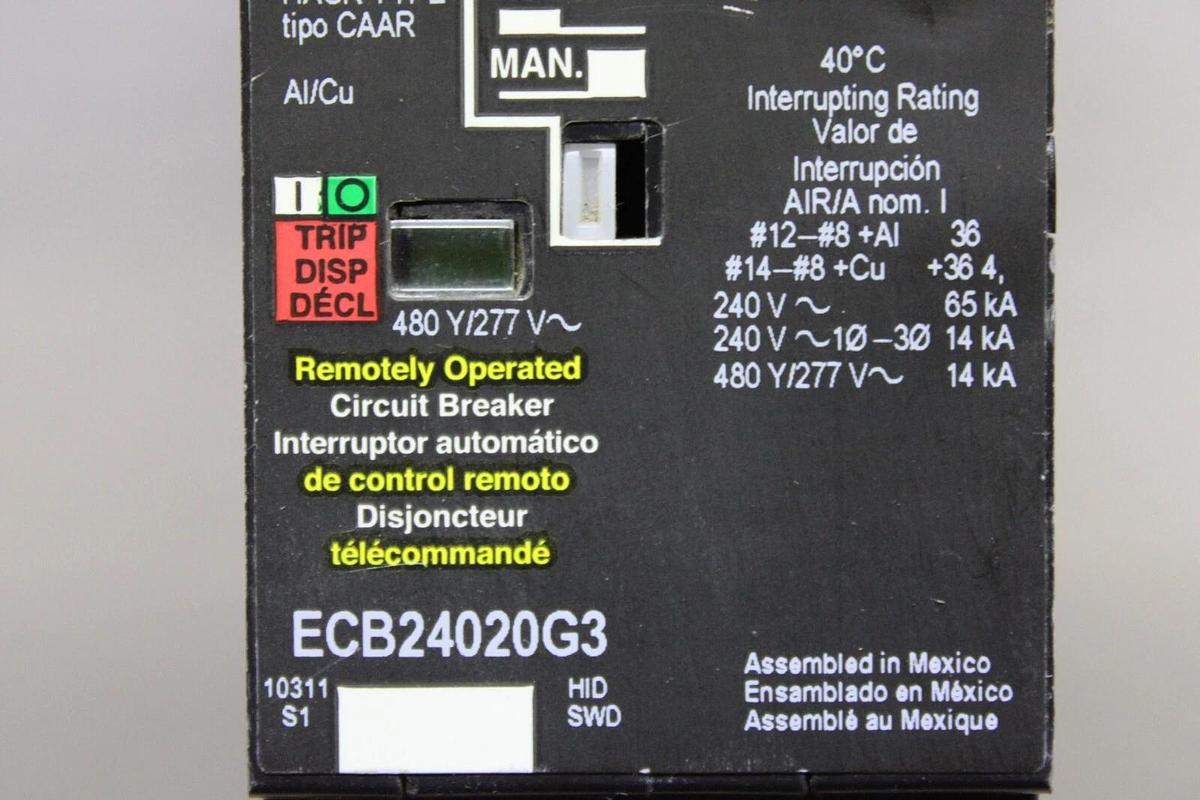 HACR TYPE
tipo CAAR
Al/Cu
MAN.
I O
TRIP
DISP
DÉCL
480 Y/277 V~
Remotely Operated
Circuit Breaker
Interruptor automático
de control remoto
Disjoncteur
télécommandé
ECB24020G3
10311
S1
HID
SWD
40°C
Interrupting Rating
Valor de
Interrupción
AIR/A nom. I
#12–#8 +Al 36
#14–#8 +Cu +36 4,
240 V ~ 65 kA
240 V ~1Ø –3Ø 14 kA
480 Y/277 V~ 14 kA
Assembled in Mexico
Ensamblado en México
Assemblé au Mexique